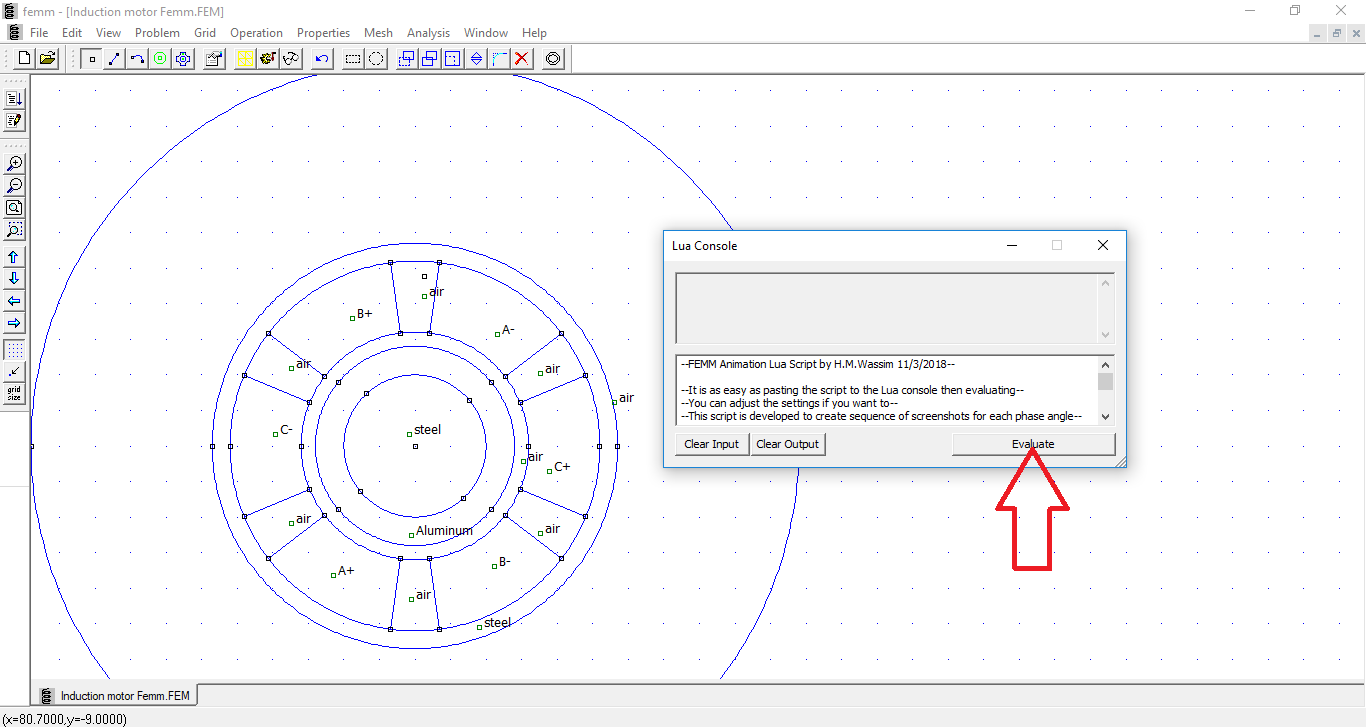 femm - [Induction motor Femm.FEM]
File Edit View Problem Grid Operation Properties Mesh Analysis Window Help
grid
size
air
B+
A-
air
air
air
C-
steel
air
C+
air
air
Aluminum
B-
A+
air
steel
Lua Console
--FEMM Animation Lua Script by H.M.Wassim 11/3/2018--
--It is as easy as pasting the script to the Lua console then evaluating--
--You can adjust the settings if you want to--
--This script is developed to create sequence of screenshots for each phase angle--
Clear Input Clear Output Evaluate
Induction motor Femm.FEM
(x=80.7000,y=-9.0000)